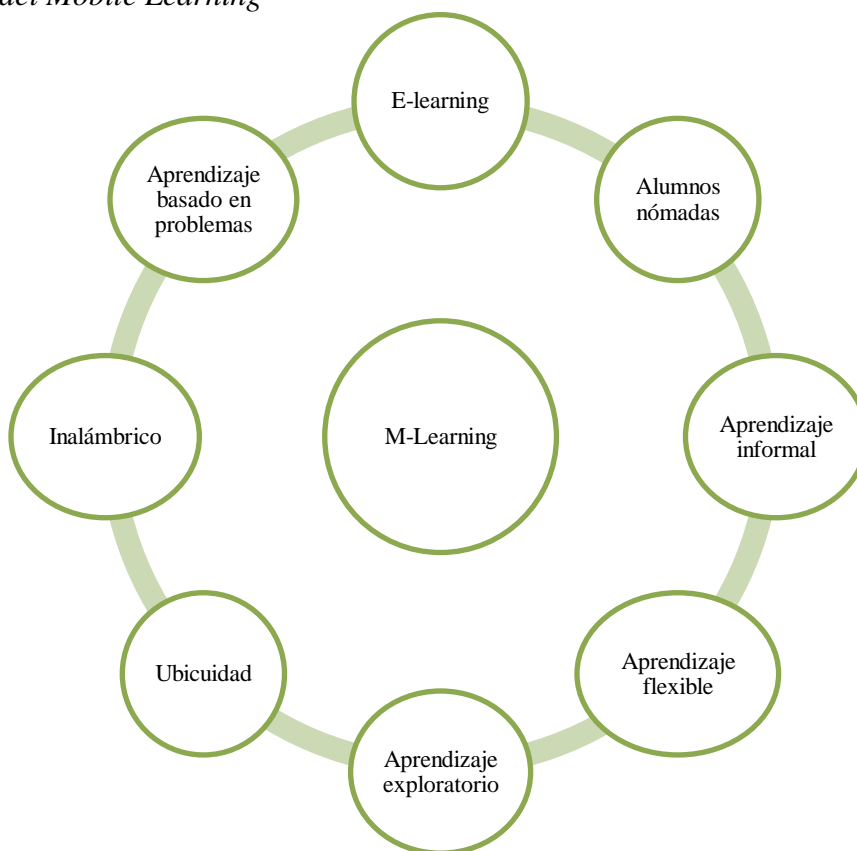 del Mobile Learning
E-learning
Alumnos
nómadas
Aprendizaje
informal
Aprendizaje
flexible
Aprendizaje
exploratorio
Ubicuidad
Inalámbrico
Aprendizaje
basado en
problemas
M-Learning